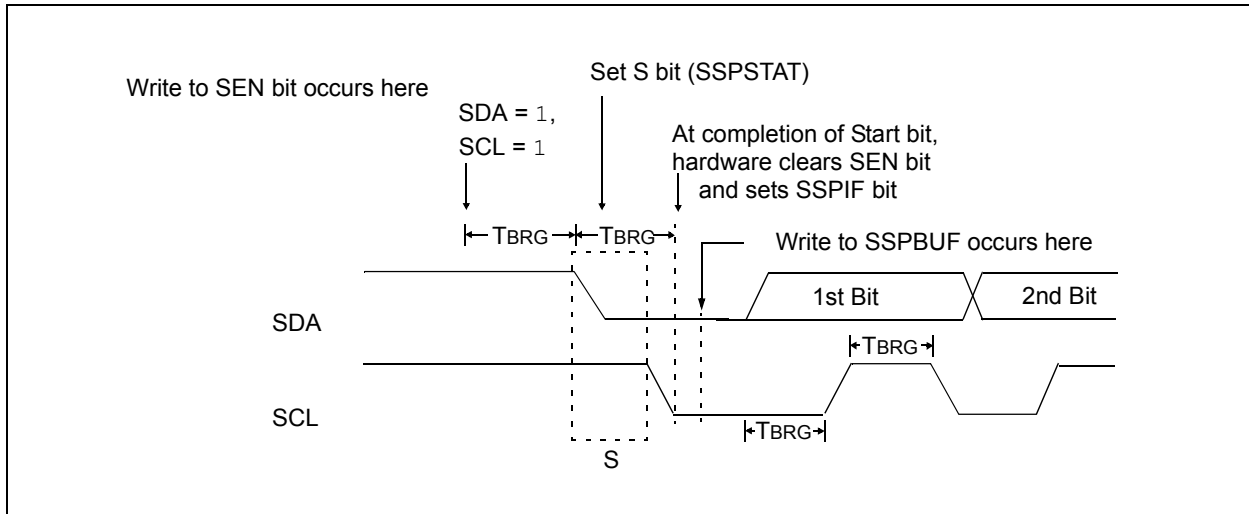 Set S bit (SSPSTAT)
Write to SEN bit occurs here
SDA = 1,
SCL = 1
At completion of Start bit,
hardware clears SEN bit
and sets SSPIF bit
TBRG
TBRG
Write to SSPBUF occurs here
1st Bit
2nd Bit
SDA
TBRG
SCL
TBRG
S